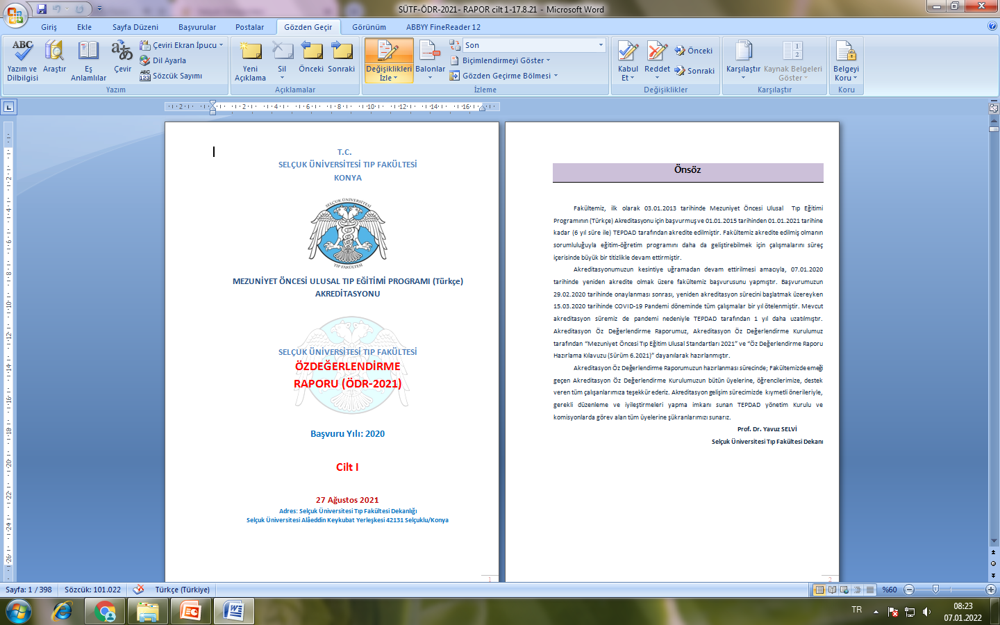 SÜTF-ÖDR-2021- RAPOR cilt 1-17.8.21 - Microsoft Word
Giriş Ekle Sayfa Düzeni Başvurular Postalar Gözden Geçir Görünüm ABBYY FineReader 12
Yazım ve Dilbilgisi
Araştır
Eş Anlamlılar
Çevir
Çeviri Ekran İpucu
Dil Ayarla
Sözcük Sayımı
Yazım
Yeni Açıklama
Sil
Önceki
Sonraki
Açıklamalar
Değişiklikleri İzle
Balonlar
Son
Biçimlendirmeyi Göster
Gözden Geçirme Bölmesi
İzleme
Kabul Et
Reddet
Önceki
Sonraki
Değişiklikler
Karşılaştır
Kaynak Belgeleri Göster
Karşılaştır
Belgeyi Koru
Koru
T.C.
SELÇUK ÜNİVERSİTESİ TIP FAKÜLTESİ
KONYA
SELÇUK ÜNİVERSİTESİ
TIP FAKÜLTESİ
MEZUNİYET ÖNCESİ ULUSAL TIP EĞİTİMİ PROGRAMI (Türkçe)
AKREDİTASYONU
SELÇUK ÜNİVERSİTESİ TIP FAKÜLTESİ
ÖZDEĞERLENDİRME
RAPORU (ÖDR-2021)
Başvuru Yılı: 2020
Cilt I
27 Ağustos 2021
Adres: Selçuk Üniversitesi Tıp Fakültesi Dekanlığı
Selçuk Üniversitesi Alâeddin Keykubat Yerleşkesi 42131 Selçuklu/Konya
1
Önsöz
Fakültemiz, ilk olarak 03.01.2013 tarihinde Mezuniyet Öncesi Ulusal Tıp Eğitimi
Programının (Türkçe) Akreditasyonu için başvurmuş ve 01.01.2015 tarihinden 01.01.2021 tarihine
kadar (6 yıl süre ile) TEPDAD tarafından akredite edilmiştir. Fakültemiz akredite edilmiş olmanın
sorumluluğuyla eğitim-öğretim programını daha da geliştirebilmek için çalışmalarını süreç
içerisinde büyük bir titizlikle devam ettirmiştir.
Akreditasyonumuzun kesintiye uğramadan devam ettirilmesi amacıyla, 07.01.2020
tarihinde yeniden akredite olmak üzere fakültemiz başvurusunu yapmıştır. Başvurumuzun
29.02.2020 tarihinde onaylanması sonrası, yeniden akreditasyon sürecini başlatmak üzereyken
15.03.2020 tarihinde COVID-19 Pandemi döneminde tüm çalışmalar bir yıl ötelenmiştir. Mevcut
akreditasyon süremiz de pandemi nedeniyle TEPDAD tarafından 1 yıl daha uzatılmıştır.
Akreditasyon Öz Değerlendirme Raporumuz, Akreditasyon Öz Değerlendirme Kurulumuz
tarafından “Mezuniyet Öncesi Tıp Eğitim Ulusal Standartları 2021” ve “Öz Değerlendirme Raporu
Hazırlama Kılavuzu (Sürüm 6.2021)” dayanılarak hazırlanmıştır.
Akreditasyon Öz Değerlendirme Raporumuzun hazırlanması sürecinde; Fakültemizde emeği
geçen Akreditasyon Öz Değerlendirme Kurulumuzun bütün üyelerine, öğrencilerimize, destek
veren tüm çalışanlarımıza teşekkür ederiz. Akreditasyon gelişim sürecimizde kıymetli önerileriyle,
gerekli düzenleme ve iyileştirmeleri yapma imkanı sunan TEPDAD yönetim Kurulu ve
komisyonlarda görev alan tüm üyelerine şükranlarımızı sunarız.
Prof. Dr. Yavuz SELVİ
Selçuk Üniversitesi Tıp Fakültesi Dekanı
2
Sayfa: 1 / 398 Sözcük: 101.022 Türkçe (Türkiye) %60
TR 08:23
07.01.2022